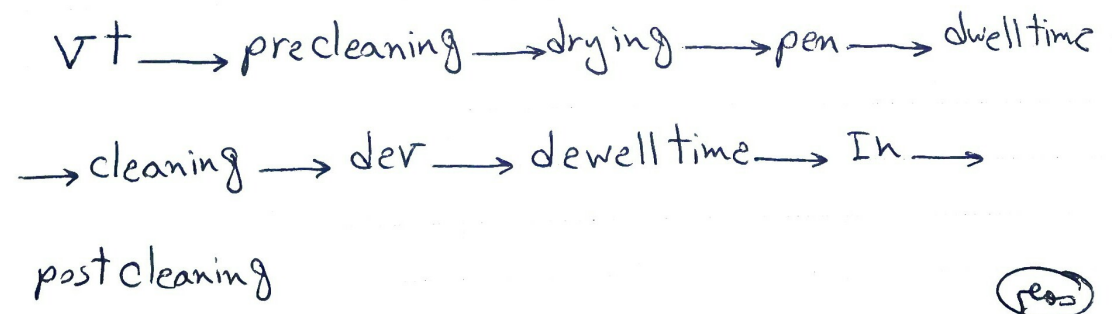 VT → precleaning → drying → pen → dwell time
→ cleaning → dev → dewell time → In →
post cleaning